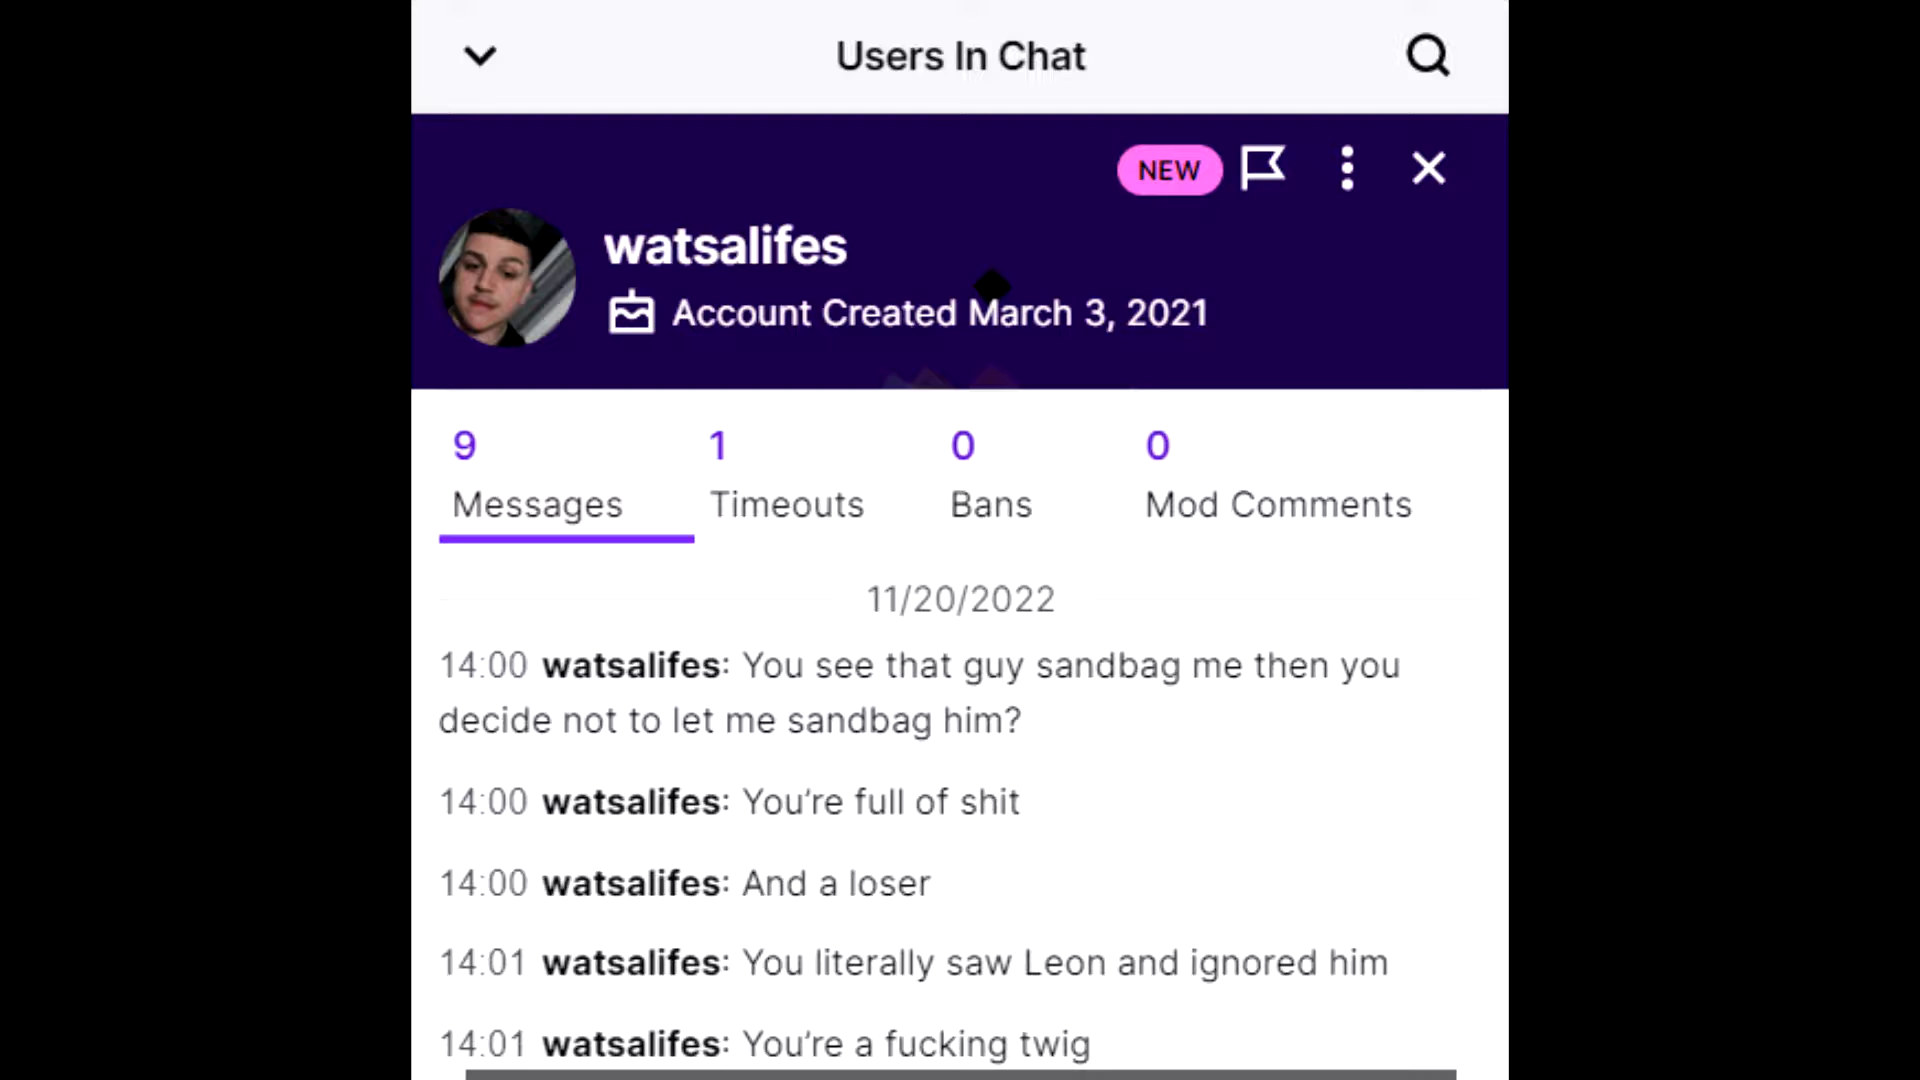 Users In Chat
NEW
watsalifes
Account Created March 3, 2021
9 1 0 0
Messages Timeouts Bans Mod Comments
11/20/2022
14:00 watsalifes: You see that guy sandbag me then you
decide not to let me sandbag him?
14:00 watsalifes: You're full of shit
14:00 watsalifes: And a loser
14:01 watsalifes: You literally saw Leon and ignored him
14:01 watsalifes: You're a fucking twig